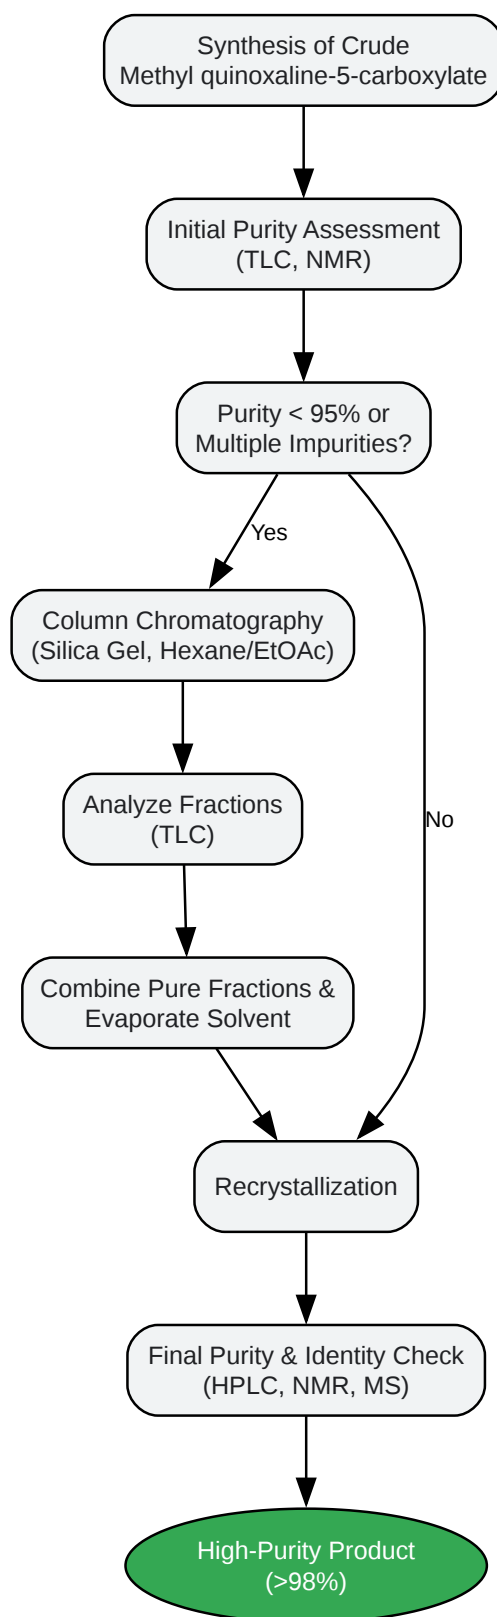 Synthesis of Crude
Methyl quinoxaline-5-carboxylate
Initial Purity Assessment
(TLC, NMR)
Purity < 95% or
Multiple Impurities?
Yes
Column Chromatography
(Silica Gel, Hexane/EtOAc)
Analyze Fractions
(TLC)
No
Combine Pure Fractions &
Evaporate Solvent
Recrystallization
Final Purity & Identity Check
(HPLC, NMR, MS)
High-Purity Product
(>98%)